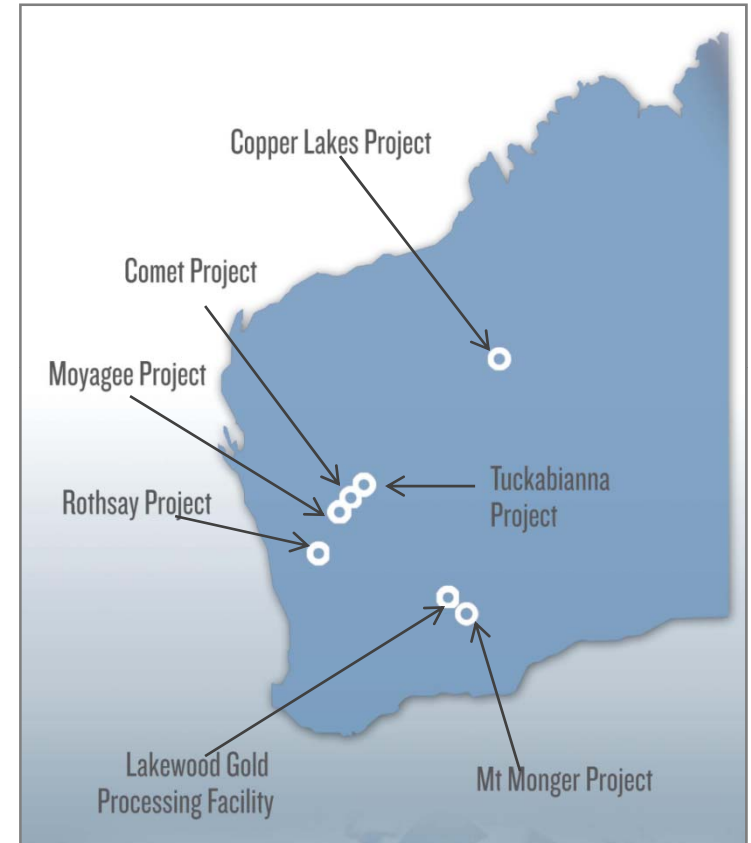 Copper Lakes Project
Comet Project
Moyagee Project
Tuckabianna
Project
Rothsay Project
Lakewood Gold
Processing Facility
Mt Monger Project